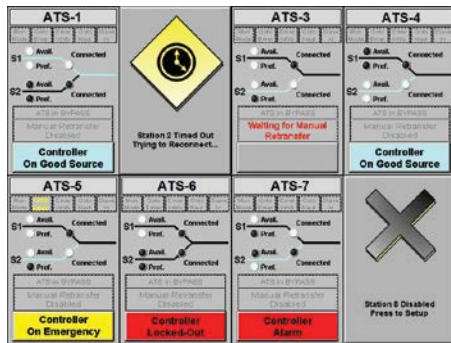 ATS-1
Avail.
Connected
S1
Pref.
Avail.
S2
Pref.
ATS in BYPASS
Manual Retransfer
Disabled
Controller
On Good Source
Station 2 Timed Out
Trying to Reconnect...
ATS-3
Avail.
Connected
S1
Pref.
Avail.
S2
Pref.
ATS in BYPASS
Waiting for Manual
Retransfer
ATS-4
Avail.
Connected
S1
Pref.
Avail.
S2
Pref.
ATS in BYPASS
Manual Retransfer
Disabled
Controller
On Good Source
ATS-5
Avail.
Connected
S1
Pref.
Avail.
S2
Pref.
ATS in BYPASS
Manual Retransfer
Disabled
Controller
On Emergency
ATS-6
Avail.
Connected
S1
Pref.
Avail.
S2
Pref.
ATS in BYPASS
Manual Retransfer
Disabled
Controller
Locked-Out
ATS-7
Avail.
Connected
S1
Pref.
Avail.
S2
Pref.
ATS in BYPASS
Manual Retransfer
Disabled
Controller
Alarm
Station 8 Disabled
Press to Setup